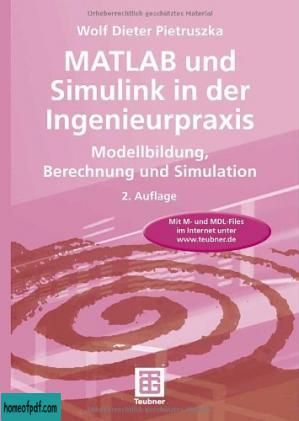 Urheberrechtlich geschütztes Material
Wolf Dieter Pietruszka
MATLAB und
Simulink in der
Ingenieurpraxis
Modellbildung,
Berechnung und Simulation
2. Auflage
Mit M- und MDL-Files
im Internet unter
www.teubner.de
Teubner
Urheberrechtlich geschütztes Material
homeofpdf.com